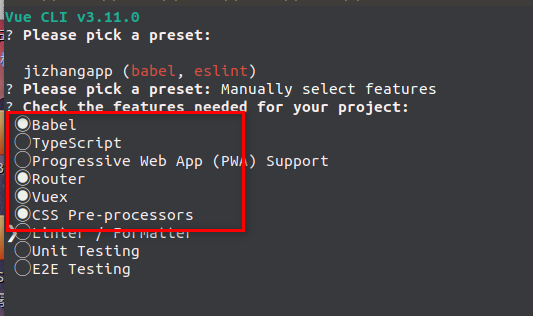 Vue CLI v3.11.0
? Please pick a preset:
jizhangapp (babel, eslint)
? Please pick a preset: Manually select features
? Check the features needed for your project:
◉Babel
◯TypeScript
◯Progressive Web App (PWA) Support
◉Router
◉Vuex
◉CSS Pre-processors
❯◯Linter / Formatter
◯Unit Testing
◯E2E Testing